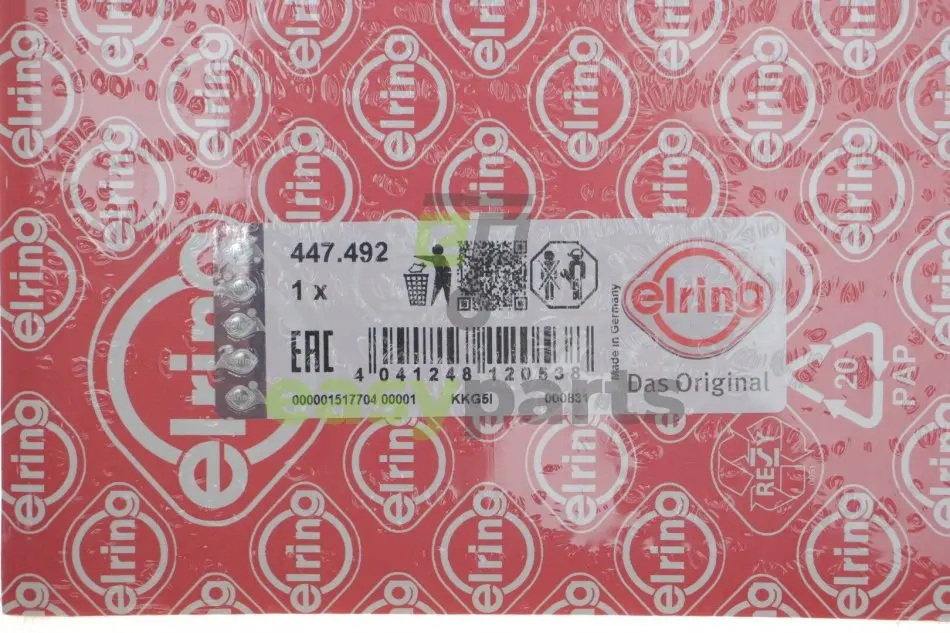 447.492
1 x
EAC
4 041248 120538
000001517704 00001 KKG5I 000831
Made in Germany
elring
Das Original
easyparts
20
PAP
RESY
elring